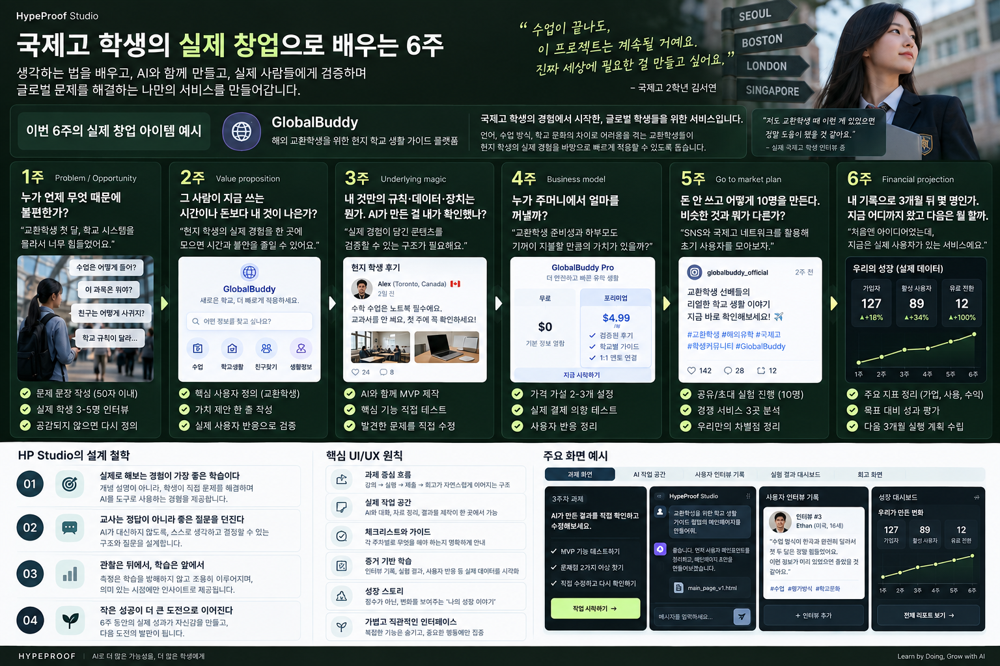 HypeProof Studio
국제고 학생의 실제 창업으로 배우는 6주
생각하는 법을 배우고, AI와 함께 만들고, 실제 사람들에게 검증하며
글로벌 문제를 해결하는 나만의 서비스를 만들어갑니다.
“ 수업이 끝나도,
이 프로젝트는 계속될 거예요.
진짜 세상에 필요한 걸 만들고 싶어요.”
– 국제고 2학년 김서연
SEOUL
BOSTON
LONDON
SINGAPORE
이번 6주의 실제 창업 아이템 예시
GlobalBuddy
해외 교환학생을 위한 현지 학교 생활 가이드 플랫폼
국제고 학생의 경험에서 시작한, 글로벌 학생들을 위한 서비스입니다.
언어, 수업 방식, 학교 문화의 차이로 어려움을 겪는 교환학생들이
현지 학생의 실제 경험을 바탕으로 빠르게 적응할 수 있도록 돕습니다.
“저도 교환학생 때 이런 게 있었으면
정말 도움이 됐을 것 같아요.”
– 실제 국제고 학생 인터뷰 중
1주 Problem / Opportunity
누가 언제 무엇 때문에
불편한가?
“교환학생 첫 달, 학교 시스템을
몰라서 너무 힘들었어요.”
수업은 어떻게 들어?
이 과목은 뭐야?
친구는 어떻게 사귀지?
학교 규칙이 달라...
문제 문장 작성 (50자 이내)
실제 학생 3-5명 인터뷰
공감되지 않으면 다시 정의
2주 Value proposition
그 사람이 지금 쓰는
시간이나 돈보다 내 것이 나은가?
“현지 학생의 실제 경험을 한 곳에
모으면 시간과 불안을 줄일 수 있어요.”
GlobalBuddy
새로운 학교, 더 빠르게 적응하세요.
어떤 정보를 찾고 싶나요?
수업 학교생활 친구찾기 생활정보
핵심 사용자 정의 (교환학생)
가치 제안 한 줄 작성
실제 사용자 반응으로 검증
3주 Underlying magic
내 것만의 규칙·데이터·장치는
뭔가. AI가 만든 걸 내가 확인했나?
“실제 경험이 담긴 콘텐츠를
검증할 수 있는 구조가 필요해요.”
현지 학생 후기
Alex (Toronto, Canada)
2일 전
수학 수업은 노트북 필수에요.
교과서를 안 써요, 첫 주에 꼭 확인하세요!
24 8
AI와 함께 MVP 제작
핵심 기능 직접 테스트
발견한 문제를 직접 수정
4주 Business model
누가 주머니에서 얼마를
꺼낼까?
“교환학생 준비생과 학부모도
기꺼이 지불할 만큼의 가치가 있을까?”
GlobalBuddy Pro
더 안전하고 빠른 유학 생활
무료
$0
기본 정보 열람
프리미엄
$4.99
/월
검증된 후기
학교별 가이드
1:1 멘토 연결
지금 시작하기
가격 가설 2-3개 설정
실제 결제 의향 테스트
사용자 반응 정리
5주 Go to market plan
돈 안 쓰고 어떻게 10명을 만든다.
비슷한 것과 뭐가 다른가?
“SNS와 국제고 네트워크를 활용해
초기 사용자를 모아보자.”
globalbuddy_official 2주 전
교환학생 선배들의
리얼한 학교 생활 이야기
지금 바로 확인해보세요!
#교환학생 #해외유학 #국제고
#학생커뮤니티 #GlobalBuddy
142 28 12
공유/초대 실험 진행 (10명)
경쟁 서비스 3곳 분석
우리만의 차별점 정리
6주 Financial projection
내 기록으로 3개월 뒤 몇 명인가.
지금 어디까지 왔고 다음은 뭘 할까.
“처음엔 아이디어였는데,
지금은 실제 사용자가 있는 서비스에요.”
우리의 성장 (실제 데이터)
가입자 활성 사용자 유료 전환
127 89 12
▲+18% ▲+34% ▲+100%
1주 2주 3주 4주 5주 6주
주요 지표 정리 (가입, 사용, 수익)
목표 대비 성과 평가
다음 3개월 실행 계획 수립
HP Studio의 설계 철학
01
실제로 해보는 경험이 가장 좋은 학습이다
개념 설명이 아니라, 학생이 직접 문제를 해결하며
AI를 도구로 사용하는 경험을 제공합니다.
02
교사는 정답이 아니라 좋은 질문을 던진다
AI가 대신하지 않도록, 스스로 생각하고 결정할 수 있는
구조와 질문을 설계합니다.
03
관찰은 뒤에서, 학습은 앞에서
측정은 학습을 방해하지 않고 조용히 이루어지며,
의미 있는 시점에만 인사이트로 제공됩니다.
04
작은 성공이 더 큰 도전으로 이어진다
6주 동안의 실제 성과가 자신감을 만들고,
다음 도전의 발판이 됩니다.
핵심 UI/UX 원칙
과제 중심 흐름
강의 → 실행 → 제출 → 회고가 자연스럽게 이어지는 구조
실제 작업 공간
AI와 대화, 자료 정리, 결과물 제작이 한 곳에서 가능
체크리스트와 가이드
각 주차별로 무엇을 해야 하는지 명확하게 안내
증거 기반 학습
인터뷰 기록, 실험 결과, 사용자 반응 등 실제 데이터를 시각화
성장 스토리
점수가 아닌, 변화를 보여주는 ‘나의 성장 이야기’
가볍고 직관적인 인터페이스
복잡한 기능은 숨기고, 중요한 행동에만 집중
주요 화면 예시
과제 화면 AI 작업 공간 사용자 인터뷰 기록 실험 결과 대시보드 회고 화면
3주차 과제
AI가 만든 결과를 직접 확인하고
수정해보세요.
MVP 기능 테스트하기
문제점 2가지 이상 찾기
직접 수정하고 다시 확인하기
작업 시작하기 →
HypeProof Studio
교환학생을 위한 학교 생활
만들어줘.
main_page_v1.html
메시지를 입력하세요...
사용자 인터뷰 기록
인터뷰 #3
Ethan (미국, 16세)
“수업 방식이 한국과 완전히 달라서
첫 두 달은 정말 힘들었어요.
이런 정보가 미리 있었으면 좋았을 것
같아요.”
#수업 #평가방식 #학교문화
+ 인터뷰 추가
성장 대시보드
우리가 만든 변화
127 89 12
가입자 활성 사용자 유료 전환
1주 2주 3주 4주 5주 6주
전체 리포트 보기 →
HYPEPROOF
AI로 더 많은 가능성을, 더 많은 학생에게
Learn by Doing, Grow with AI